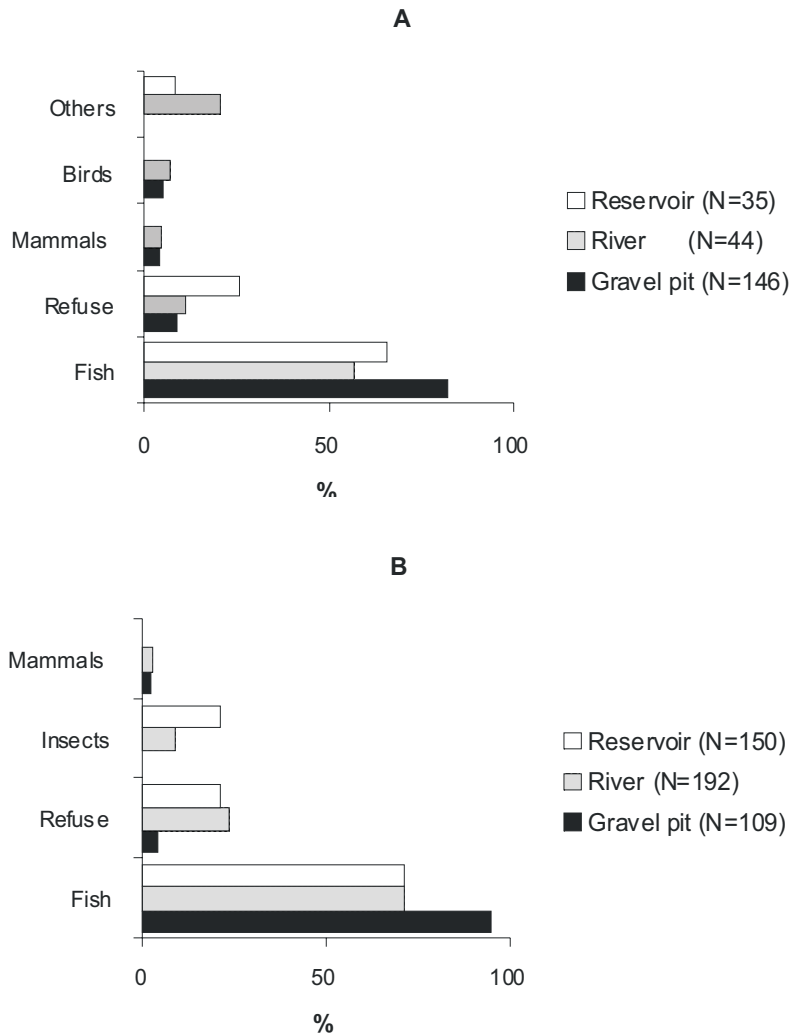 A
Others
Birds
Mammals
Refuse
Fish
0 50 100
%
Reservoir (N=35)
River (N=44)
Gravel pit (N=146)
B
Mammals
Insects
Refuse
Fish
0 50 100
%
Reservoir (N=150)
River (N=192)
Gravel pit (N=109)